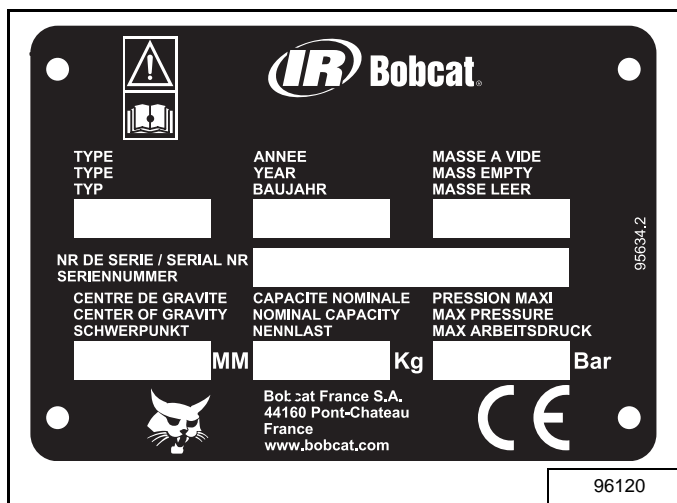 IR Bobcat®
TYPE
TYPE
TYP
ANNEE
YEAR
BAUJAHR
MASSE A VIDE
MASS EMPTY
MASSE LEER
NR DE SERIE / SERIAL NR
SERIENNUMMER
CENTRE DE GRAVITE
CENTER OF GRAVITY
SCHWERPUNKT
MM
CAPACITE NOMINALE
NOMINAL CAPACITY
NENNLAST
Kg
PRESSION MAXI
MAX PRESSURE
MAX ARBEITSDRUCK
Bar
Bobcat France S.A.
44160 Pont-Chateau
France
www.bobcat.com
CE
95634.2
96120